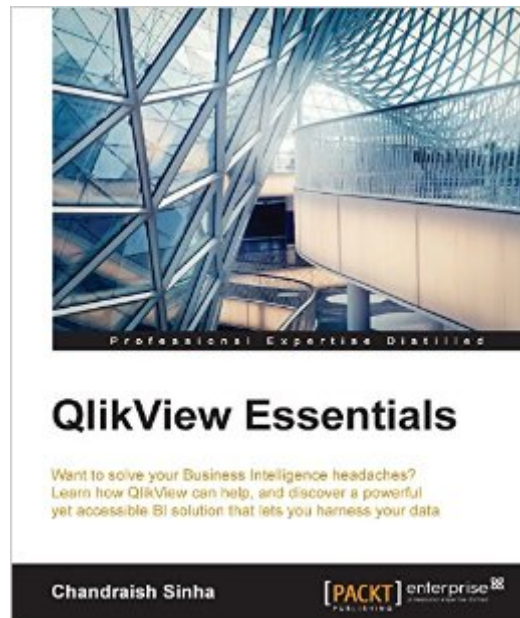 Professional Expertise Distilled
QlikView Essentials
Want to solve your Business Intelligence headaches?
Learn how QlikView can help, and discover a powerful
yet accessible BI solution that lets you harness your data
Chandraish Sinha
[PACKT] enterprise
PUBLISHING